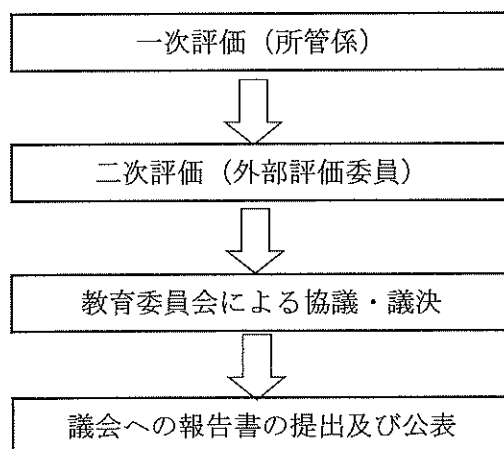 一次評価（所管係）
二次評価（外部評価委員）
教育委員会による協議・議決
議会への報告書の提出及び公表